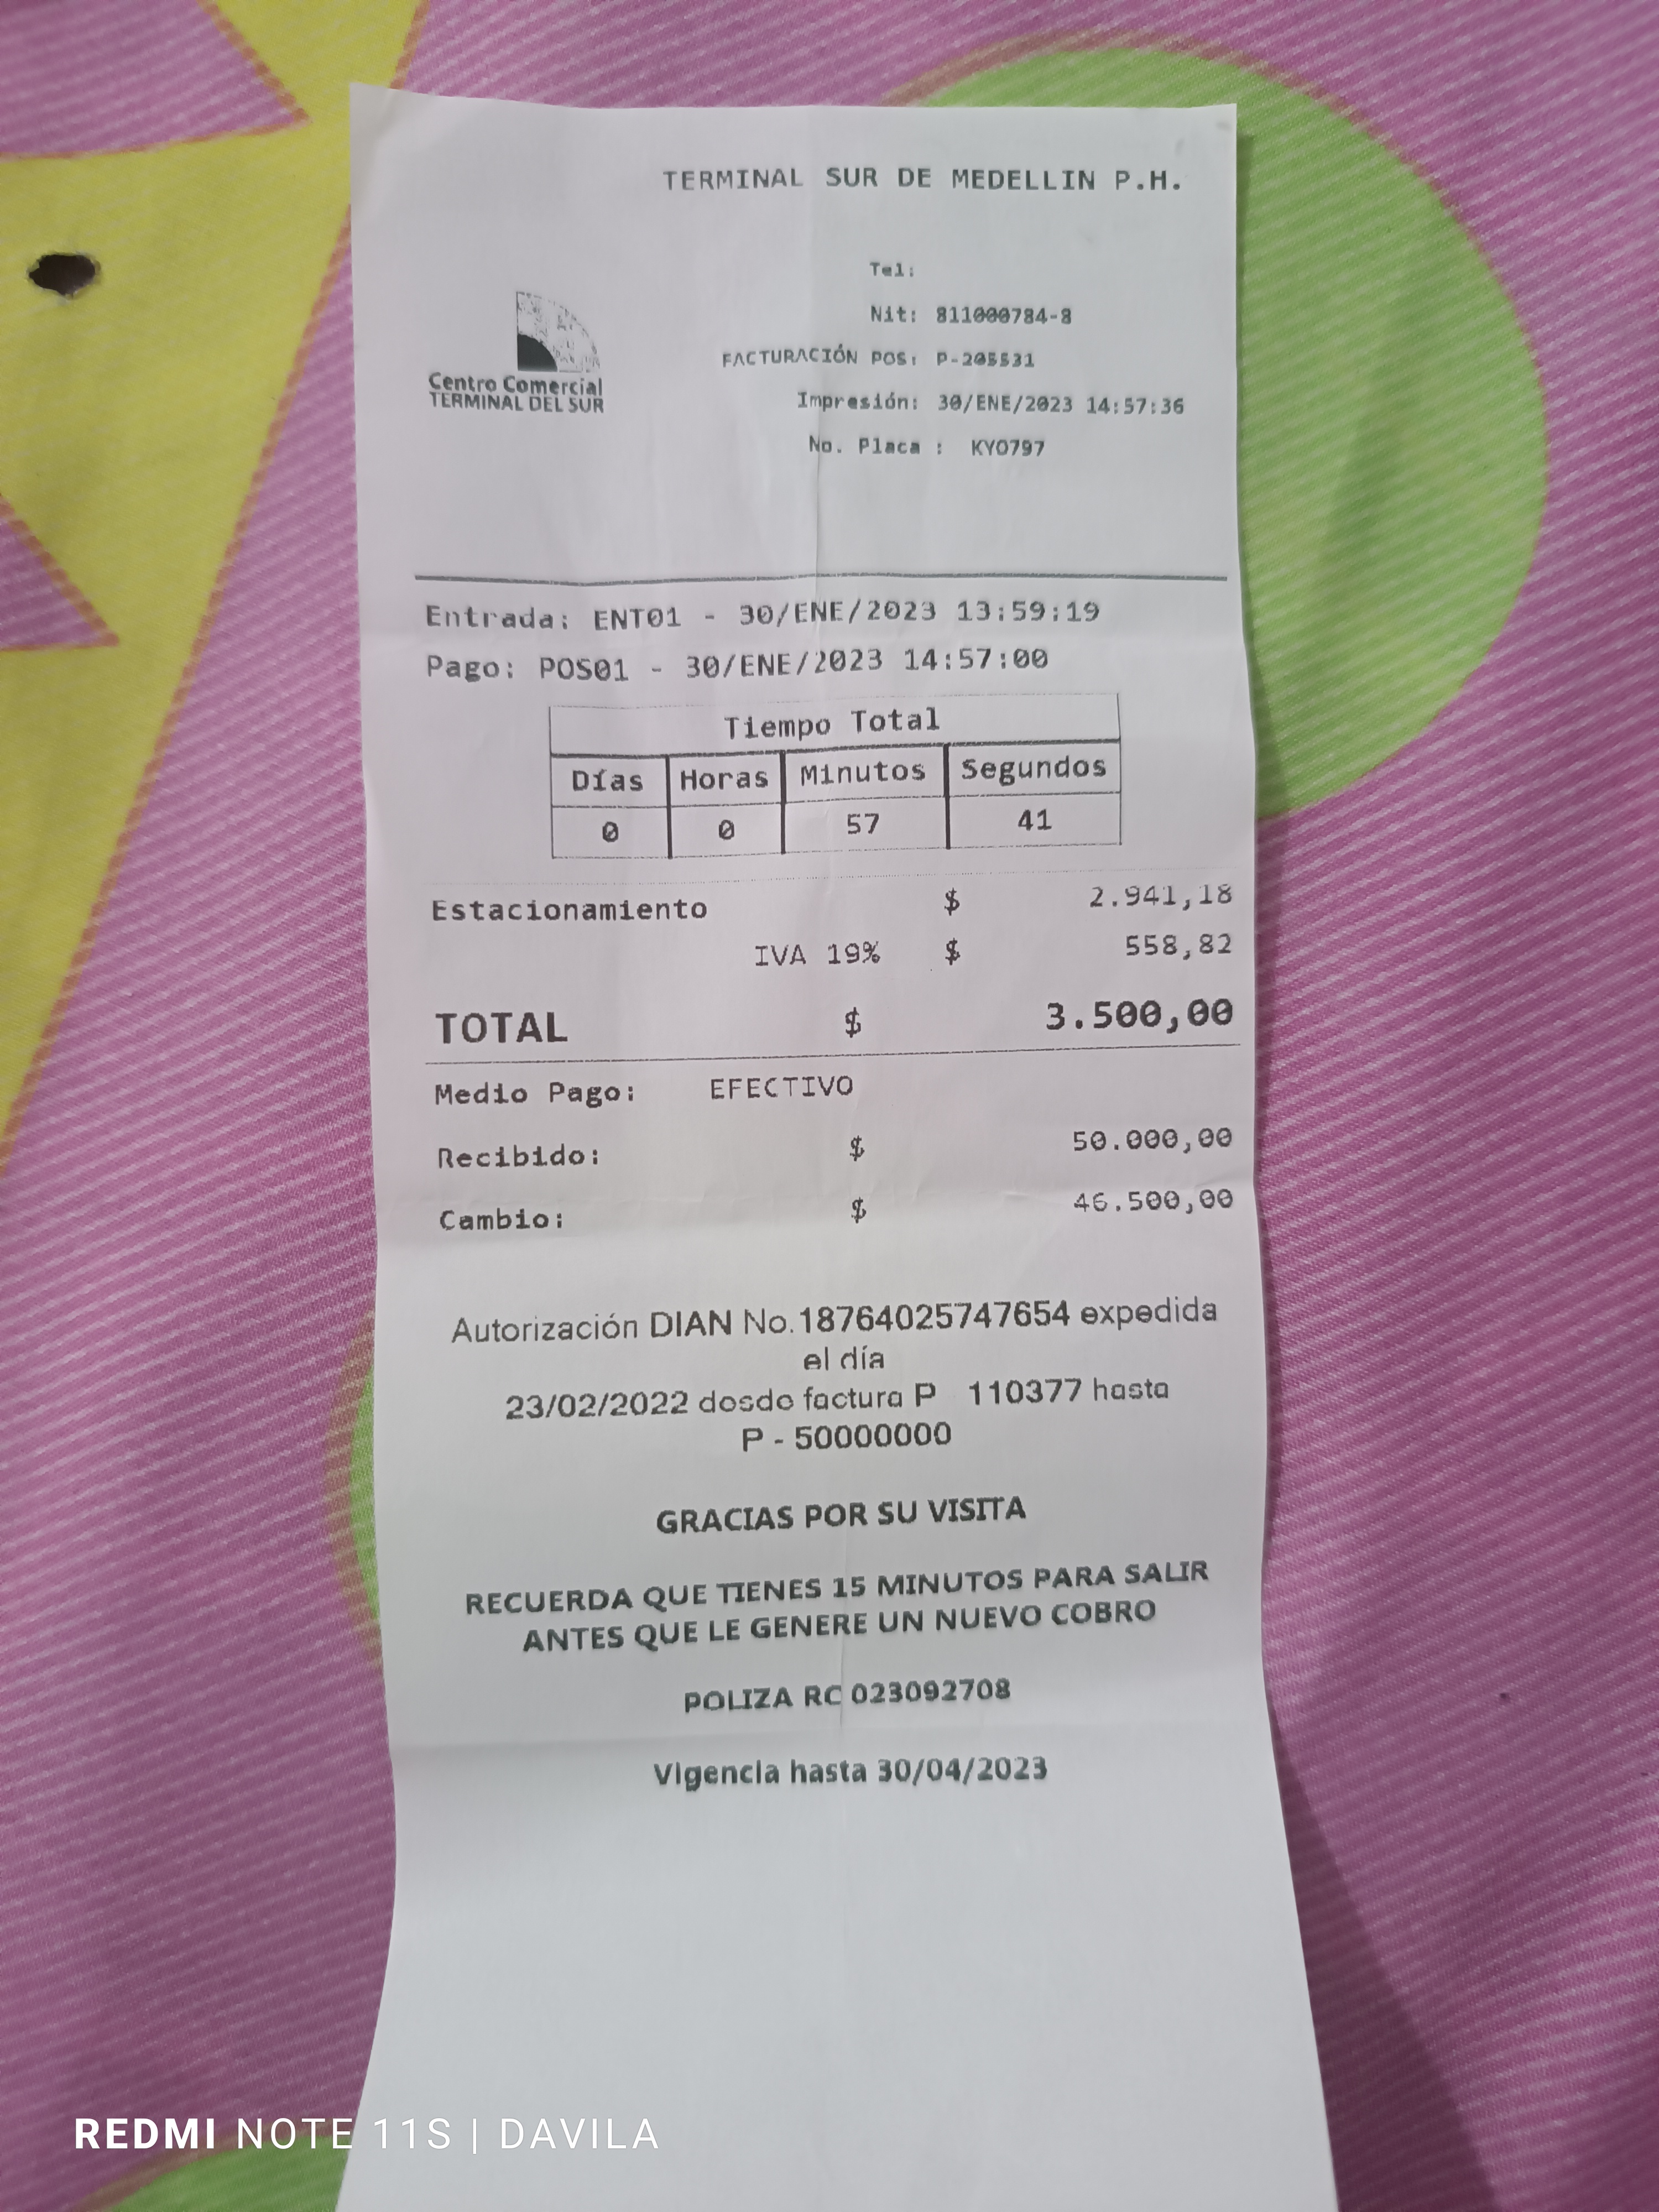 TERMINAL SUR DE MEDELLIN P.H.
Tel:
Nit: 811000784-8
FACTURACIÓN POS: P-205531
Impresión: 30/ENE/2023 14:57:36
No. Placa : KYO797
Centro Comercial
TERMINAL DEL SUR
Entrada: ENT01 - 30/ENE/2023 13:59:19
Pago: POS01 - 30/ENE/2023 14:57:00
Tiempo Total
Días Horas Minutos Segundos
0 0 57 41
Estacionamiento $ 2.941,18
IVA 19% $ 558,82
TOTAL $ 3.500,00
Medio Pago: EFECTIVO
Recibido: $ 50.000,00
Cambio: $ 46.500,00
Autorización DIAN No.18764025747654 expedida
el día
23/02/2022 desde factura P 110377 hasta
P - 50000000
GRACIAS POR SU VISITA
RECUERDA QUE TIENES 15 MINUTOS PARA SALIR
ANTES QUE LE GENERE UN NUEVO COBRO
POLIZA RC 023092708
Vigencia hasta 30/04/2023
REDMI NOTE 11S | DAVILA